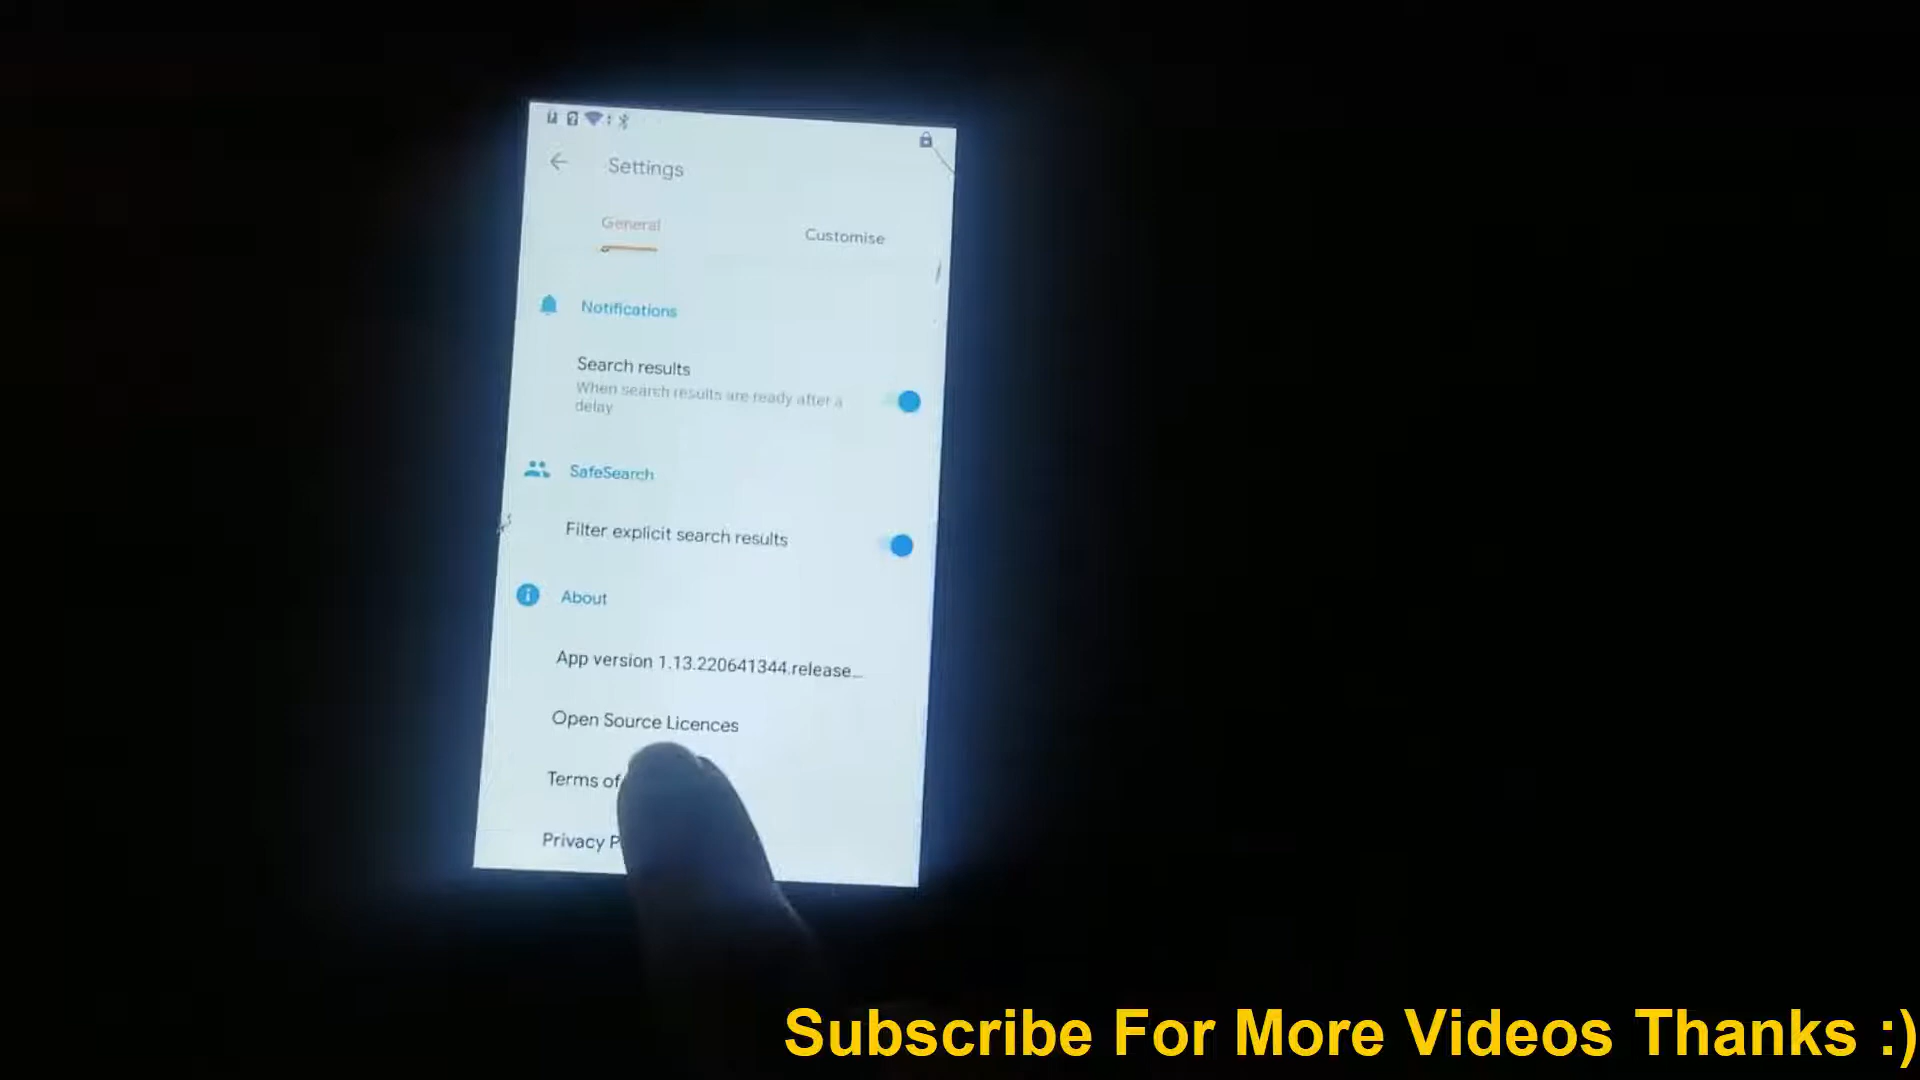 Settings
General
Customise
Notifications
Search results
When search results are ready after a
delay
SafeSearch
Filter explicit search results
About
App version 1.13.220641344.release...
Open Source Licences
Terms of
Privacy P
Subscribe For More Videos Thanks :)